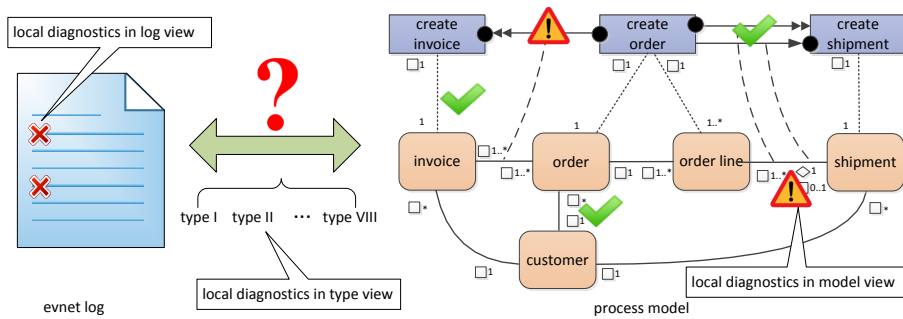 local diagnostics in log view
?
type I type II ··· type VIII
local diagnostics in type view
evnet log
create invoice
create order
create shipment
!
□1
□1
□1
□1
1
1
1..*
1
invoice
order
order line
shipment
□1..*
□1..*
□1
□1..*
□1..*
◇1
□0..1
!
□*
□*
□1
□*
customer
□1
□1
local diagnostics in model view
process model